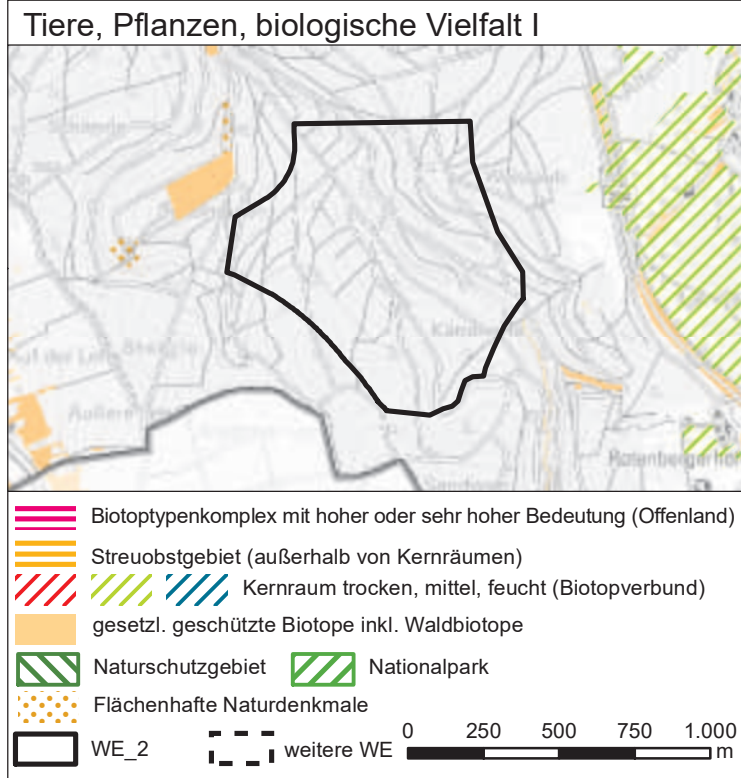 Tiere, Pflanzen, biologische Vielfalt I
Rotenbergerhof
Biotoptypenkomplex mit hoher oder sehr hoher Bedeutung (Offenland)
Streuobstgebiet (außerhalb von Kernräumen)
Kernraum trocken, mittel, feucht (Biotopverbund)
gesetzl. geschützte Biotope inkl. Waldbiotope
Naturschutzgebiet Nationalpark
Flächenhafte Naturdenkmale
0 250 500 750 1.000
WE_2 weitere WE m